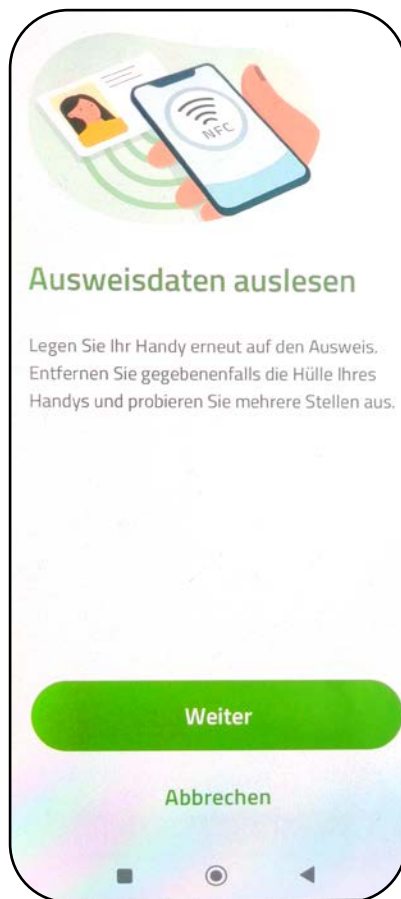 NFC
Ausweisdaten auslesen
Legen Sie Ihr Handy erneut auf den Ausweis.
Entfernen Sie gegebenenfalls die Hülle Ihres
Handys und probieren Sie mehrere Stellen aus.
Weiter
Abbrechen